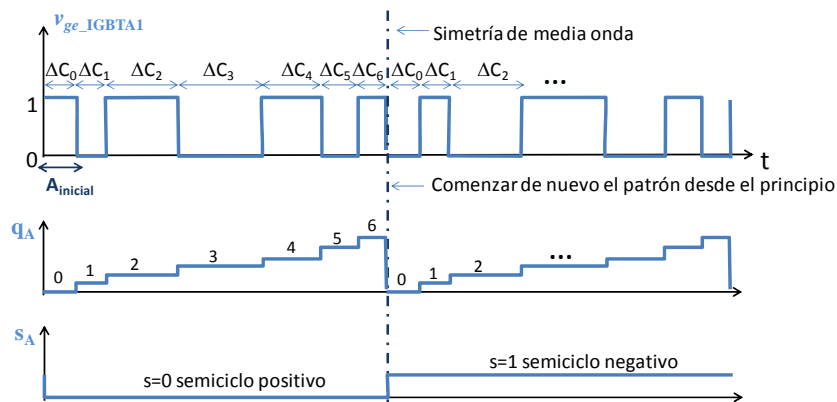 v_ge_IGBTA1
Simetría de media onda
ΔC₀ ΔC₁ ΔC₂ ΔC₃ ΔC₄ ΔC₅ ΔC₆ ΔC₀ ΔC₁ ΔC₂ ...
1
0
t
A_inicial
Comenzar de nuevo el patrón desde el principio
q_A
0 1 2 3 4 5 6 0 1 2 ...
s_A
s=0 semiciclo positivo
s=1 semiciclo negativo